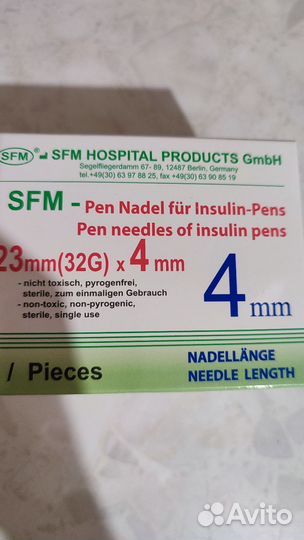 SFM ® - SFM HOSPITAL PRODUCTS GmbH
Segelfliegerdamm 67- 89, 12487 Berlin, Germany
tel.+49(30) 63 97 88 25, fax +49(30) 63 90 85 19
SFM - Pen Nadel für Insulin-Pens
Pen needles of insulin pens
23mm(32G) x 4 mm
- nicht toxisch, pyrogenfrei,
sterile, zum einmaligen Gebrauch
- non-toxic, non-pyrogenic,
sterile, single use
4 mm
/ Pieces
NADELLÄNGE
NEEDLE LENGTH
Avito